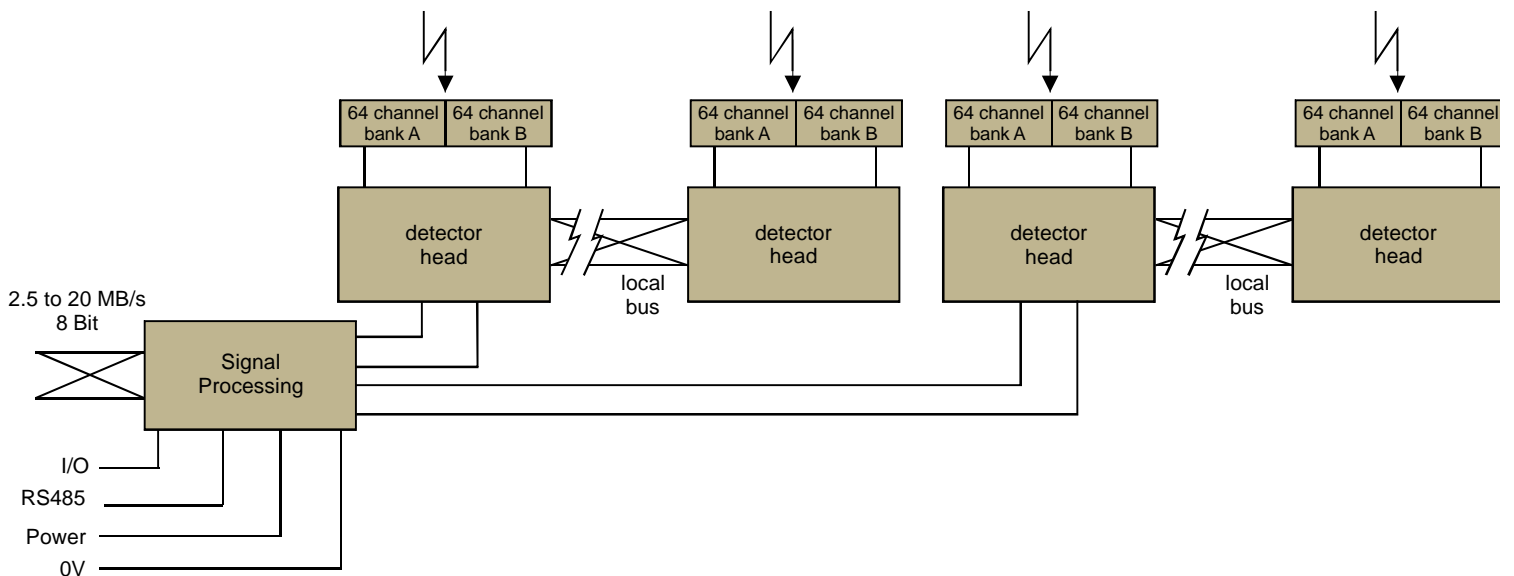 64 channel
bank A
64 channel
bank B
64 channel
bank A
64 channel
bank B
64 channel
bank A
64 channel
bank B
64 channel
bank A
64 channel
bank B
detector
head
detector
head
detector
head
detector
head
local
bus
local
bus
2.5 to 20 MB/s
8 Bit
Signal
Processing
I/O
RS485
Power
0V